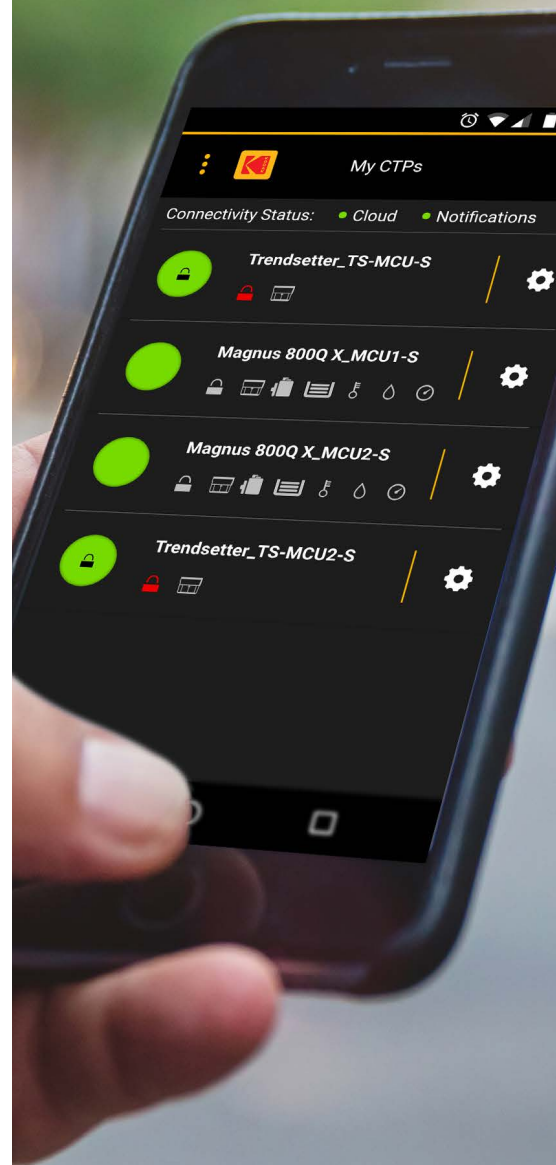 My CTPs
Connectivity Status: Cloud Notifications
Trendsetter_TS-MCU-S
Magnus 800Q X_MCU1-S
Magnus 800Q X_MCU2-S
Trendsetter_TS-MCU2-S